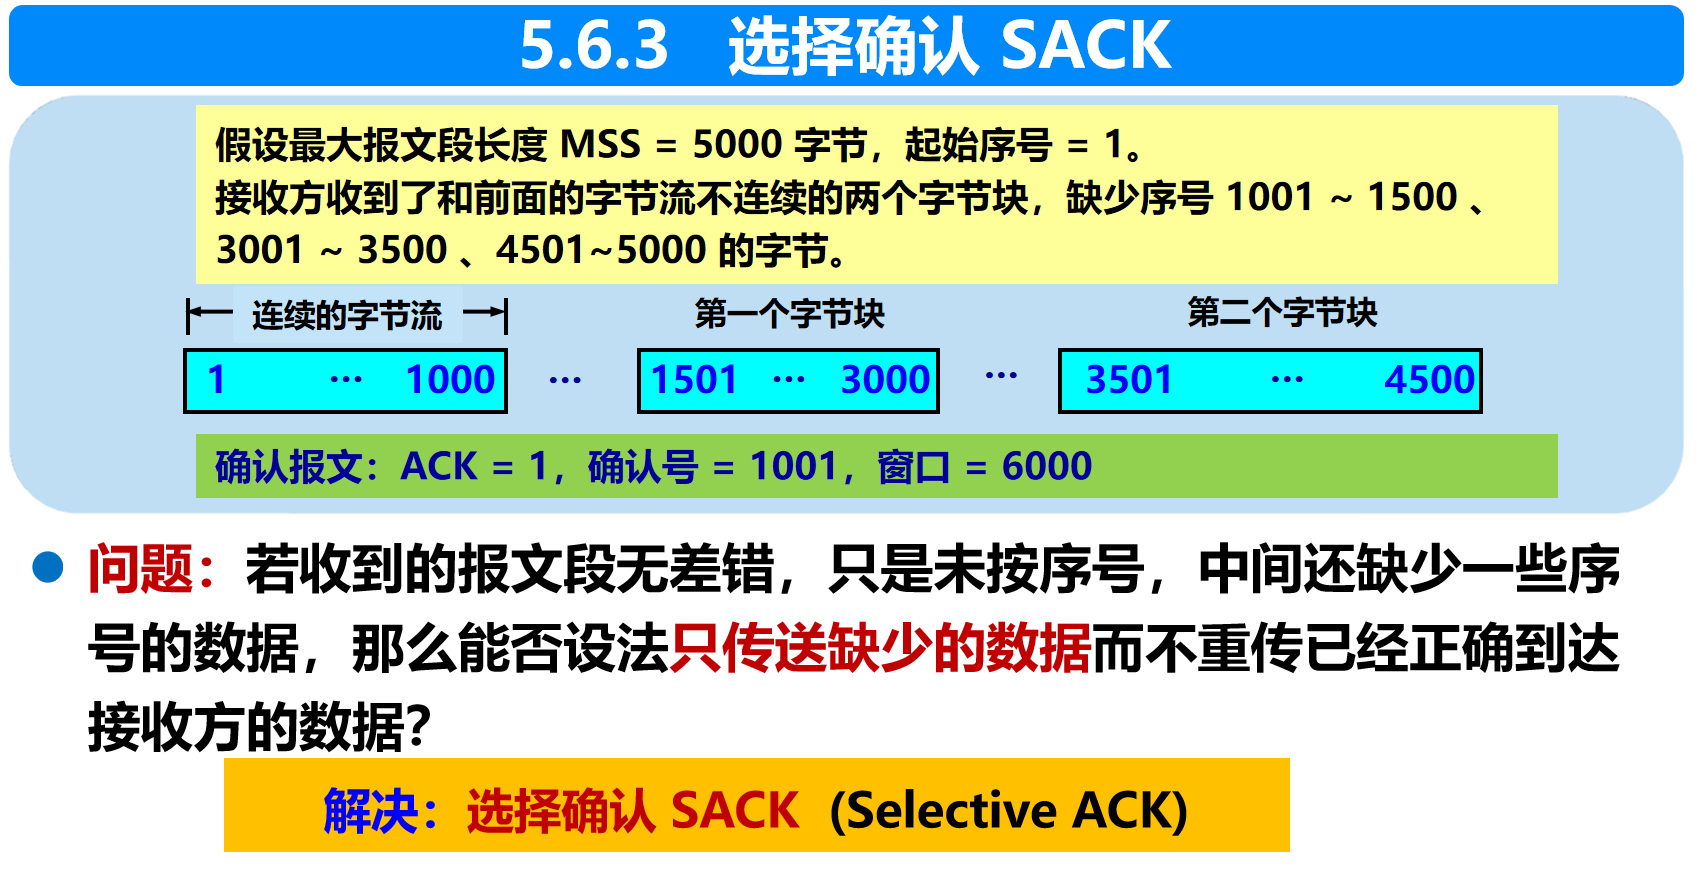 5.6.3 选择确认 SACK
假设最大报文段长度 MSS = 5000 字节，起始序号 = 1。
接收方收到了和前面的字节流不连续的两个字节块，缺少序号 1001 ~ 1500 、
3001 ~ 3500 、4501~5000 的字节。
连续的字节流 第一个字节块 第二个字节块
1 ··· 1000 ··· 1501 ··· 3000 ··· 3501 ··· 4500
确认报文：ACK = 1，确认号 = 1001，窗口 = 6000
● 问题：若收到的报文段无差错，只是未按序号，中间还缺少一些序
号的数据，那么能否设法只传送缺少的数据而不重传已经正确到达
接收方的数据？
解决：选择确认 SACK (Selective ACK)